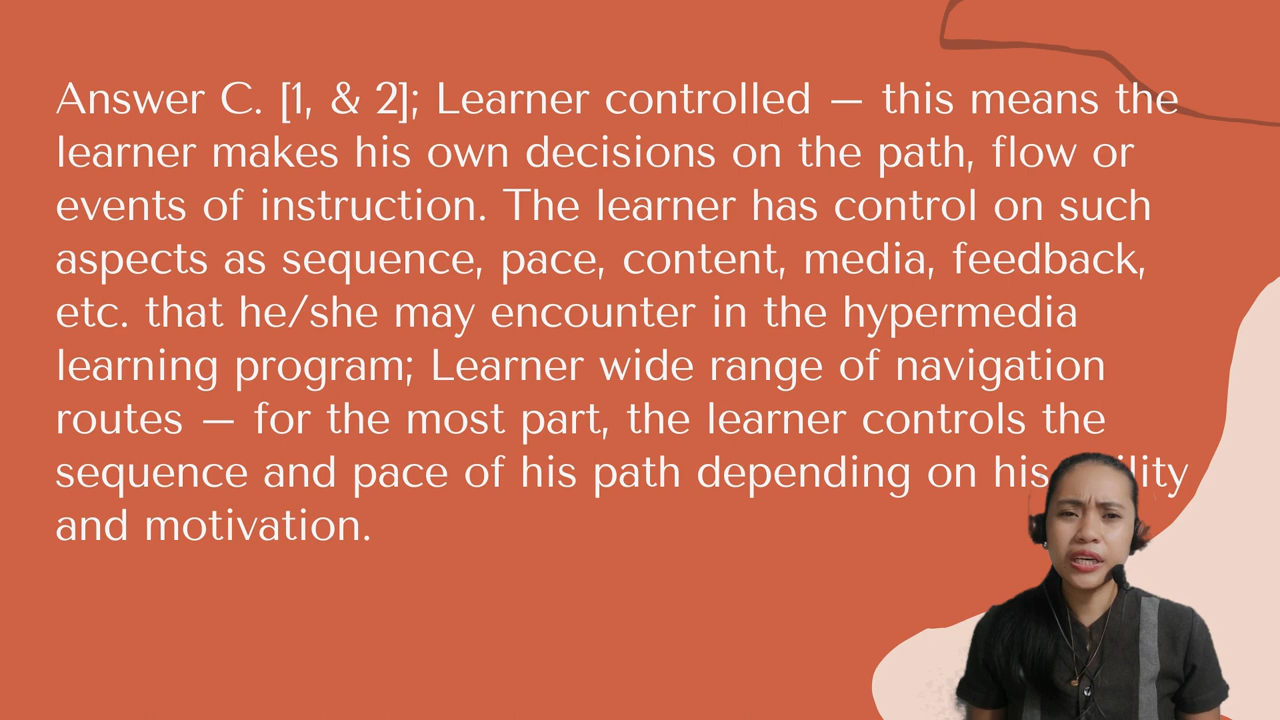 Answer C. [1, & 2]; Learner controlled – this means the
learner makes his own decisions on the path, flow or
events of instruction. The learner has control on such
aspects as sequence, pace, content, media, feedback,
etc. that he/she may encounter in the hypermedia
learning program; Learner wide range of navigation
routes – for the most part, the learner controls the
sequence and pace of his path depending on his
and motivation.